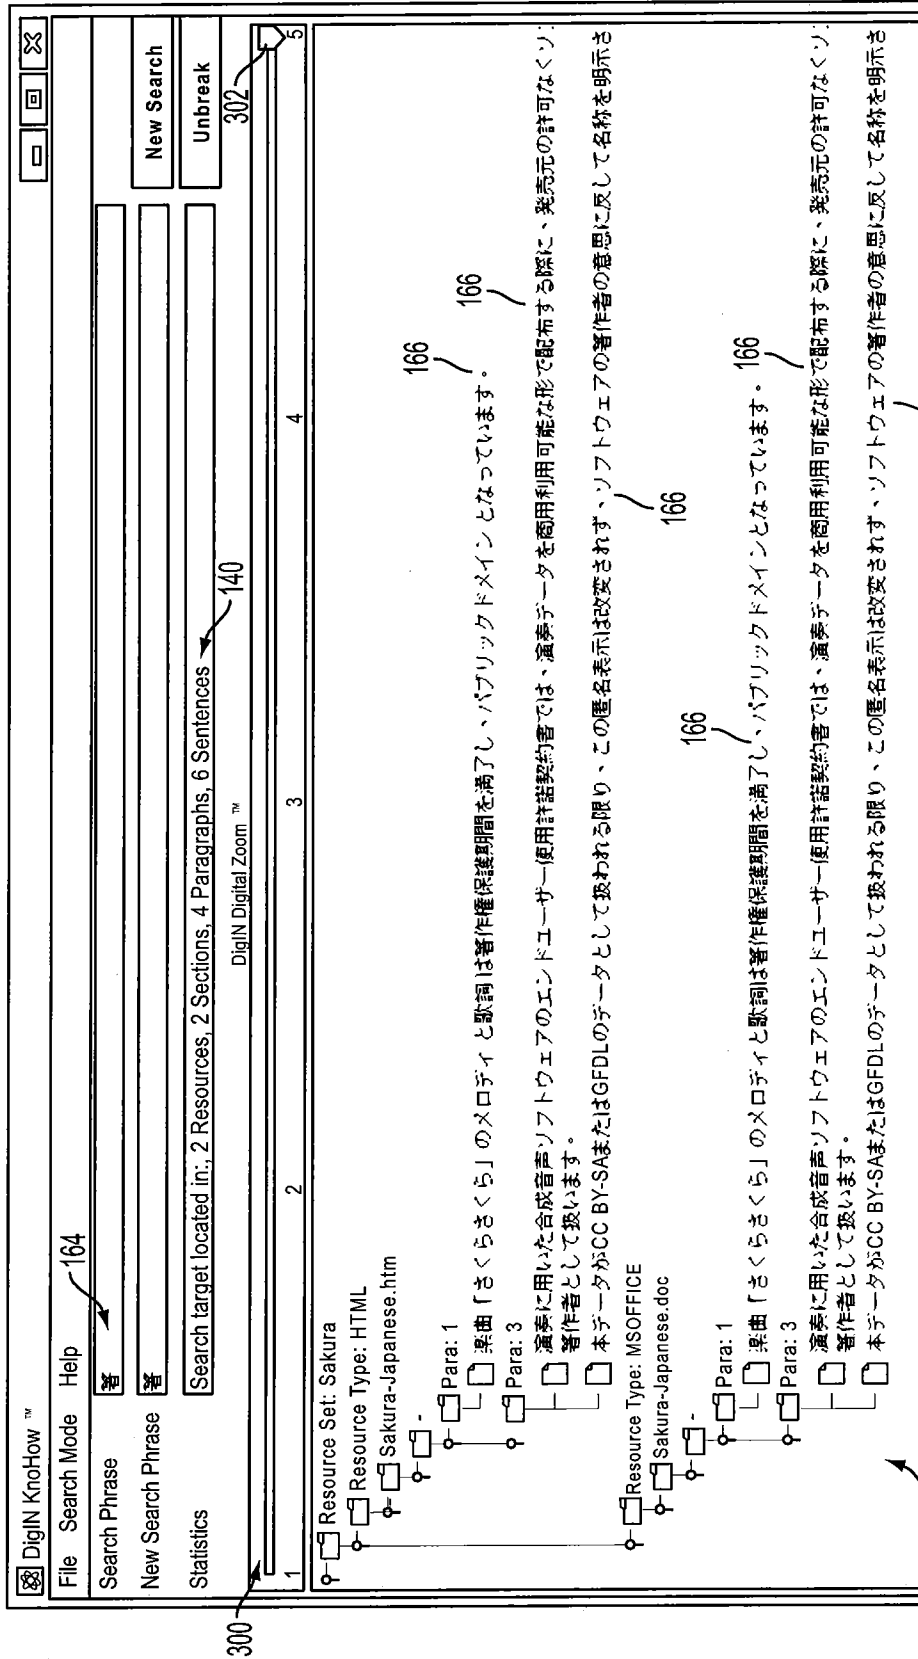 DigIN KnoHow ™
File Search Mode Help
164
Search Phrase 著
New Search Phrase 著 New Search
Statistics Search target located in:, 2 Resources, 2 Sections, 4 Paragraphs, 6 Sentences Unbreak
140
DigIN Digital Zoom ™
300
302
1 2 3 4 5
Resource Set: Sakura
Resource Type: HTML
Sakura-Japanese.htm
-
Para: 1
166
楽曲「さくらさくら」のメロディと歌詞は著作権保護期間を満了し、パブリックドメインとなっています。
Para: 3
166
演奏に用いた合成音声ソフトウェアのエンドユーザー使用許諾契約書では、演奏データを商用利用可能な形で配布する際に、発売元の許可なくソ
著作者として扱います。
本データがCC BY-SAまたはGFDLのデータとして扱われる限り、この匿名表示は改変されず、ソフトウェアの著作者の意思に反して名称を明示さ
166
Resource Type: MSOFFICE
Sakura-Japanese.doc
-
Para: 1
166
楽曲「さくらさくら」のメロディと歌詞は著作権保護期間を満了し、パブリックドメインとなっています。
Para: 3
166
演奏に用いた合成音声ソフトウェアのエンドユーザー使用許諾契約書では、演奏データを商用利用可能な形で配布する際に、発売元の許可なくソ
著作者として扱います。
本データがCC BY-SAまたはGFDLのデータとして扱われる限り、この匿名表示は改変されず、ソフトウェアの著作者の意思に反して名称を明示さ